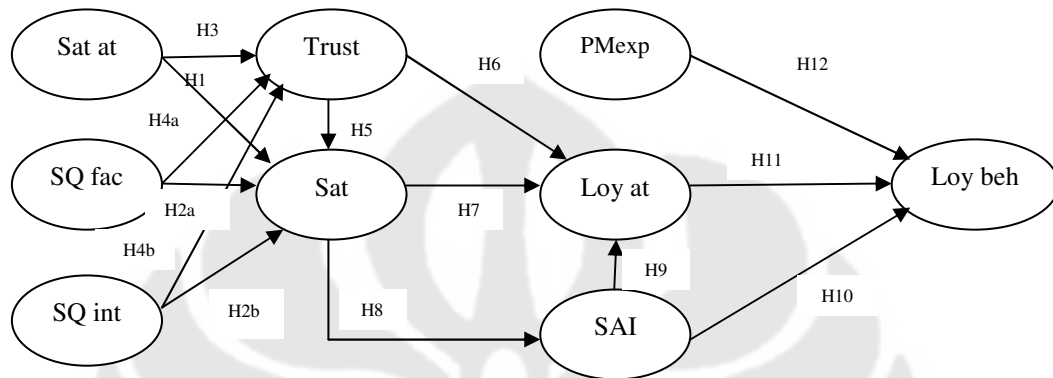 Sat at
H3
Trust
H6
PMexp
H12
H1
H4a
H5
SQ fac
Sat
H7
Loy at
H11
Loy beh
H2a
H4b
SQ int
H2b
H8
H9
SAI
H10